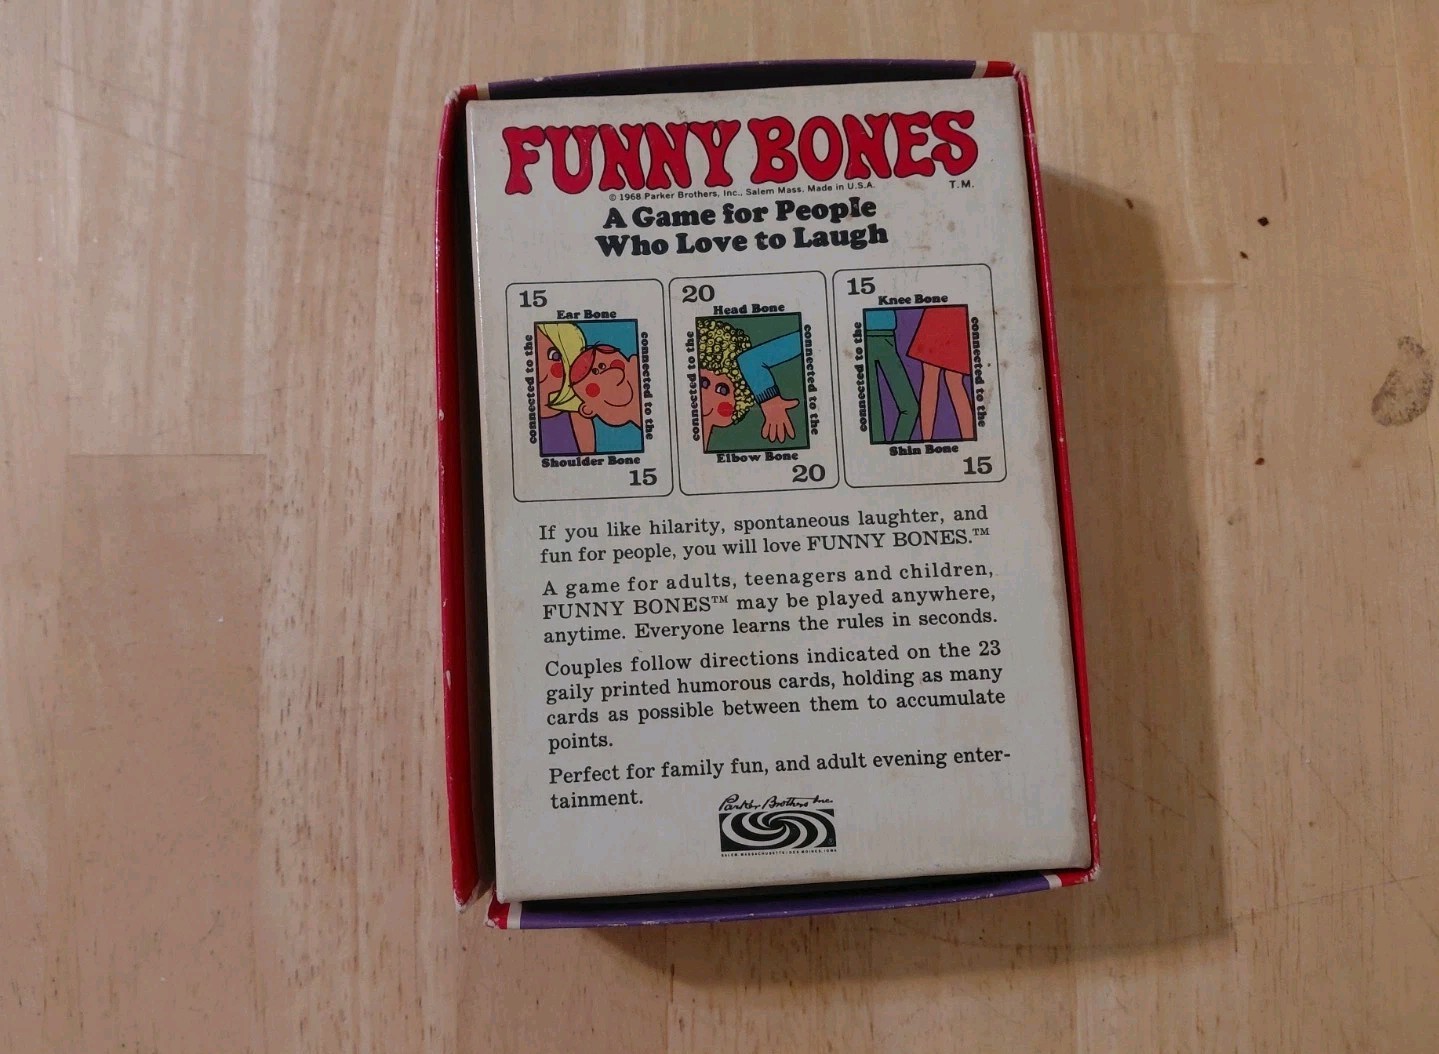 FUNNY BONES
© 1968 Parker Brothers, Inc., Salem Mass. Made in U.S.A.
T.M.
A Game for People
Who Love to Laugh
15
Ear Bone
connected to the
connected to the
Shoulder Bone
15
20
Head Bone
connected to the
connected to the
Elbow Bone
20
15
Knee Bone
connected to the
connected to the
Shin Bone
15
If you like hilarity, spontaneous laughter, and
fun for people, you will love FUNNY BONES.™
A game for adults, teenagers and children,
FUNNY BONES™ may be played anywhere,
anytime. Everyone learns the rules in seconds.
Couples follow directions indicated on the 23
gaily printed humorous cards, holding as many
cards as possible between them to accumulate
points.
Perfect for family fun, and adult evening enter-
tainment.
Parker Brothers Inc.
SALEM MASSACHUSETTS / DES MOINES, IOWA